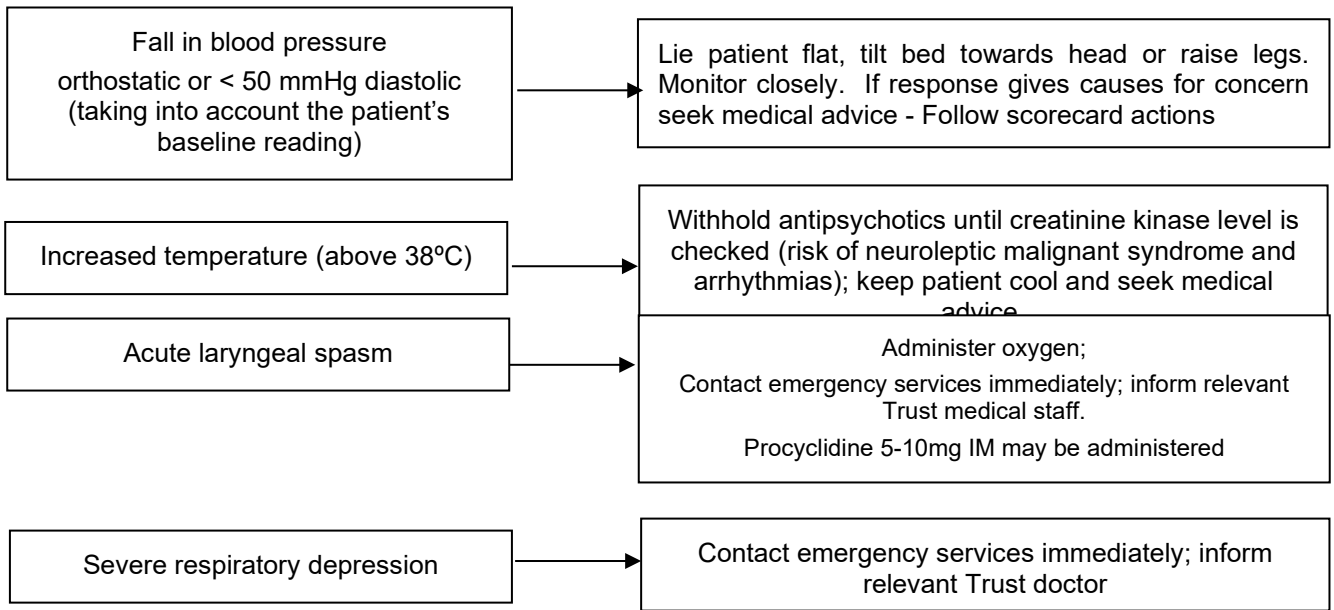 Fall in blood pressure
orthostatic or < 50 mmHg diastolic
(taking into account the patient's
baseline reading)
Lie patient flat, tilt bed towards head or raise legs.
Monitor closely. If response gives causes for concern
seek medical advice - Follow scorecard actions
Increased temperature (above 38ºC)
Withhold antipsychotics until creatinine kinase level is
checked (risk of neuroleptic malignant syndrome and
arrhythmias); keep patient cool and seek medical
advice
Acute laryngeal spasm
Administer oxygen;
Contact emergency services immediately; inform relevant
Trust medical staff.
Procyclidine 5-10mg IM may be administered
Severe respiratory depression
Contact emergency services immediately; inform
relevant Trust doctor